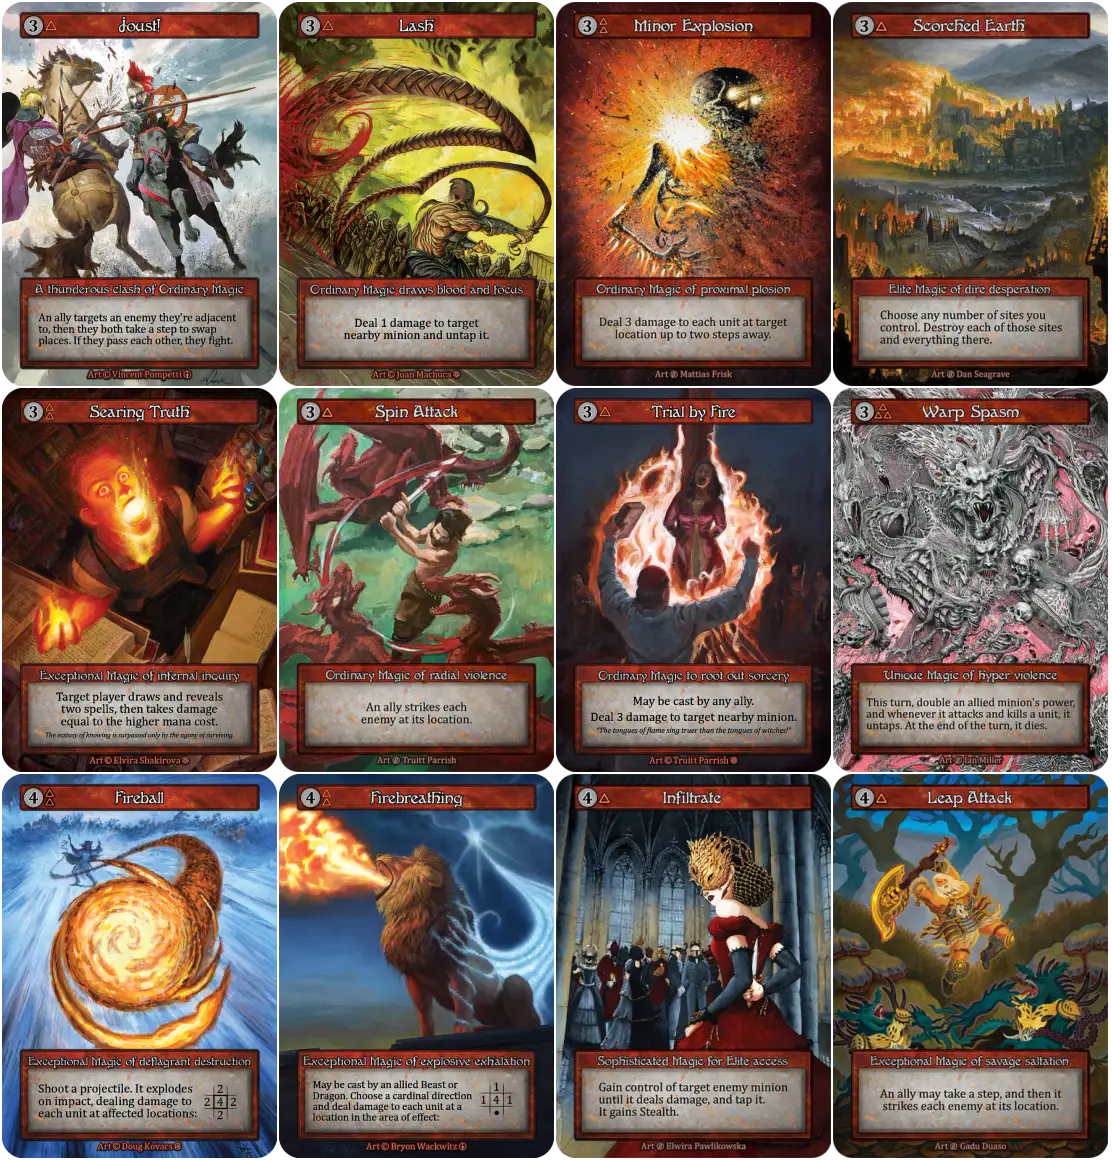 3 Joust!
A thunderous clash of Ordinary Magic
An ally targets an enemy they're adjacent
to, then they both take a step to swap
places. If they pass each other, they fight.
Art © Vincent Pompetti
3 Lash
Ordinary Magic draws blood and focus
Deal 1 damage to target
nearby minion and untap it.
Art © Juan Machuca
3 Minor Explosion
Ordinary Magic of proximal plosion
Deal 3 damage to each unit at target
location up to two steps away.
Art Mattias Frisk
3 Scorched Earth
Elite Magic of dire desperation
Choose any number of sites you
control. Destroy each of those sites
and everything there.
Art Dan Seagrave
3 Searing Truth
Exceptional Magic of infernal inquiry
Target player draws and reveals
two spells, then takes damage
equal to the higher mana cost.
The ecstasy of knowing is surpassed only by the agony of surviving.
Art © Elvira Shakirova
3 Spin Attack
Ordinary Magic of radial violence
An ally strikes each
enemy at its location.
Art Truitt Parrish
3 Trial by Fire
Ordinary Magic to root out sorcery
May be cast by any ally.
Deal 3 damage to target nearby minion.
"The tongues of flame sing truer than the tongues of witches!"
Art © Truitt Parrish
3 Warp Spasm
Unique Magic of hyper violence
This turn, double an allied minion's power,
and whenever it attacks and kills a unit, it
untaps. At the end of the turn, it dies.
Art Ian Miller
4 Fireball
Exceptional Magic of deflagrant destruction
Shoot a projectile. It explodes
on impact, dealing damage to
each unit at affected locations:
2
2 4 2
2
Art © Doug Kovacs
4 Firebreathing
Exceptional Magic of explosive exhalation
May be cast by an allied Beast or
Dragon. Choose a cardinal direction
and deal damage to each unit at a
location in the area of effect:
1
1 4 1
Art © Bryon Wackwitz
4 Infiltrate
Sophisticated Magic for Elite access
Gain control of target enemy minion
until it deals damage, and tap it.
It gains Stealth.
Art Elwira Pawlikowska
4 Leap Attack
Exceptional Magic of savage saltation
An ally may take a step, and then it
strikes each enemy at its location.
Art Gadu Duaso